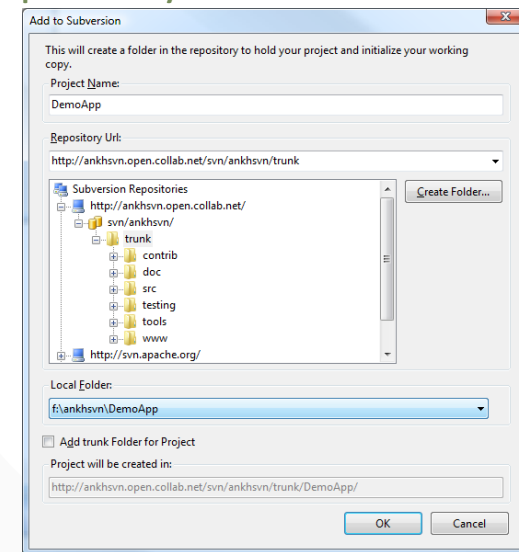 Add to Subversion
This will create a folder in the repository to hold your project and initialize your working
copy.
Project Name:
DemoApp
Repository Url:
http://ankhsvn.open.collab.net/svn/ankhsvn/trunk
Subversion Repositories
Create Folder...
http://ankhsvn.open.collab.net/
svn/ankhsvn/
trunk
contrib
doc
src
testing
tools
www
http://svn.apache.org/
Local Folder:
f:\ankhsvn\DemoApp
Add trunk Folder for Project
Project will be created in:
http://ankhsvn.open.collab.net/svn/ankhsvn/trunk/DemoApp/
OK
Cancel